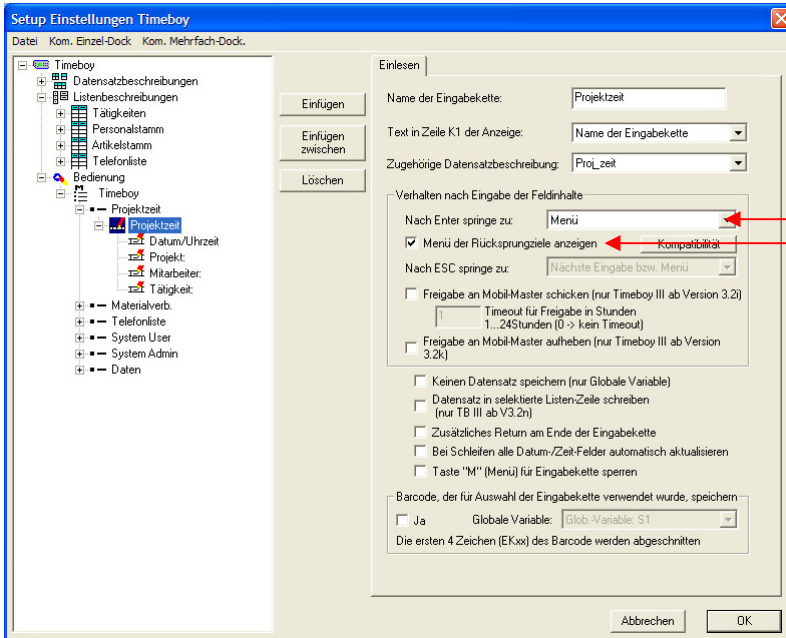 Setup Einstellungen Timeboy
Datei Kom. Einzel-Dock Kom. Mehrfach-Dock.
Timeboy
Datensatzbeschreibungen
Listenbeschreibungen
Tätigkeiten
Personalstamm
Artikelstamm
Telefonliste
Bedienung
Timeboy
Projektzeit
Projektzeit
Datum/Uhrzeit
Projekt:
Mitarbeiter:
Tätigkeit:
Materialverb.
Telefonliste
System User
System Admin
Daten
Einfügen
Einfügen
zwischen
Löschen
Einlesen
Name der Eingabekette: Projektzeit
Text in Zeile K1 der Anzeige: Name der Eingabekette
Zugehörige Datensatzbeschreibung: Proj_zeit
Verhalten nach Eingabe der Feldinhalte
Nach Enter springe zu: Menü
Menü der Rücksprungziele anzeigen Kompatibilität
Nach ESC springe zu: Nächste Eingabe bzw. Menü
Freigabe an Mobil-Master schicken (nur Timeboy III ab Version 3.2i)
1 Timeout für Freigabe in Stunden
1...24Stunden (0 -> kein Timeout)
Freigabe an Mobil-Master aufheben (nur Timeboy III ab Version
3.2k)
Keinen Datensatz speichern (nur Globale Variable)
Datensatz in selektierte Listen-Zeile schreiben
(nur TB III ab V3.2n)
Zusätzliches Return am Ende der Eingabekette
Bei Schleifen alle Datum-/Zeit-Felder automatisch aktualisieren
Taste "M" (Menü) für Eingabekette sperren
Barcode, der für Auswahl der Eingabekette verwendet wurde, speichern
Ja Globale Variable: Glob.-Variable: S1
Die ersten 4 Zeichen (EKxx) des Barcode werden abgeschnitten
Abbrechen OK